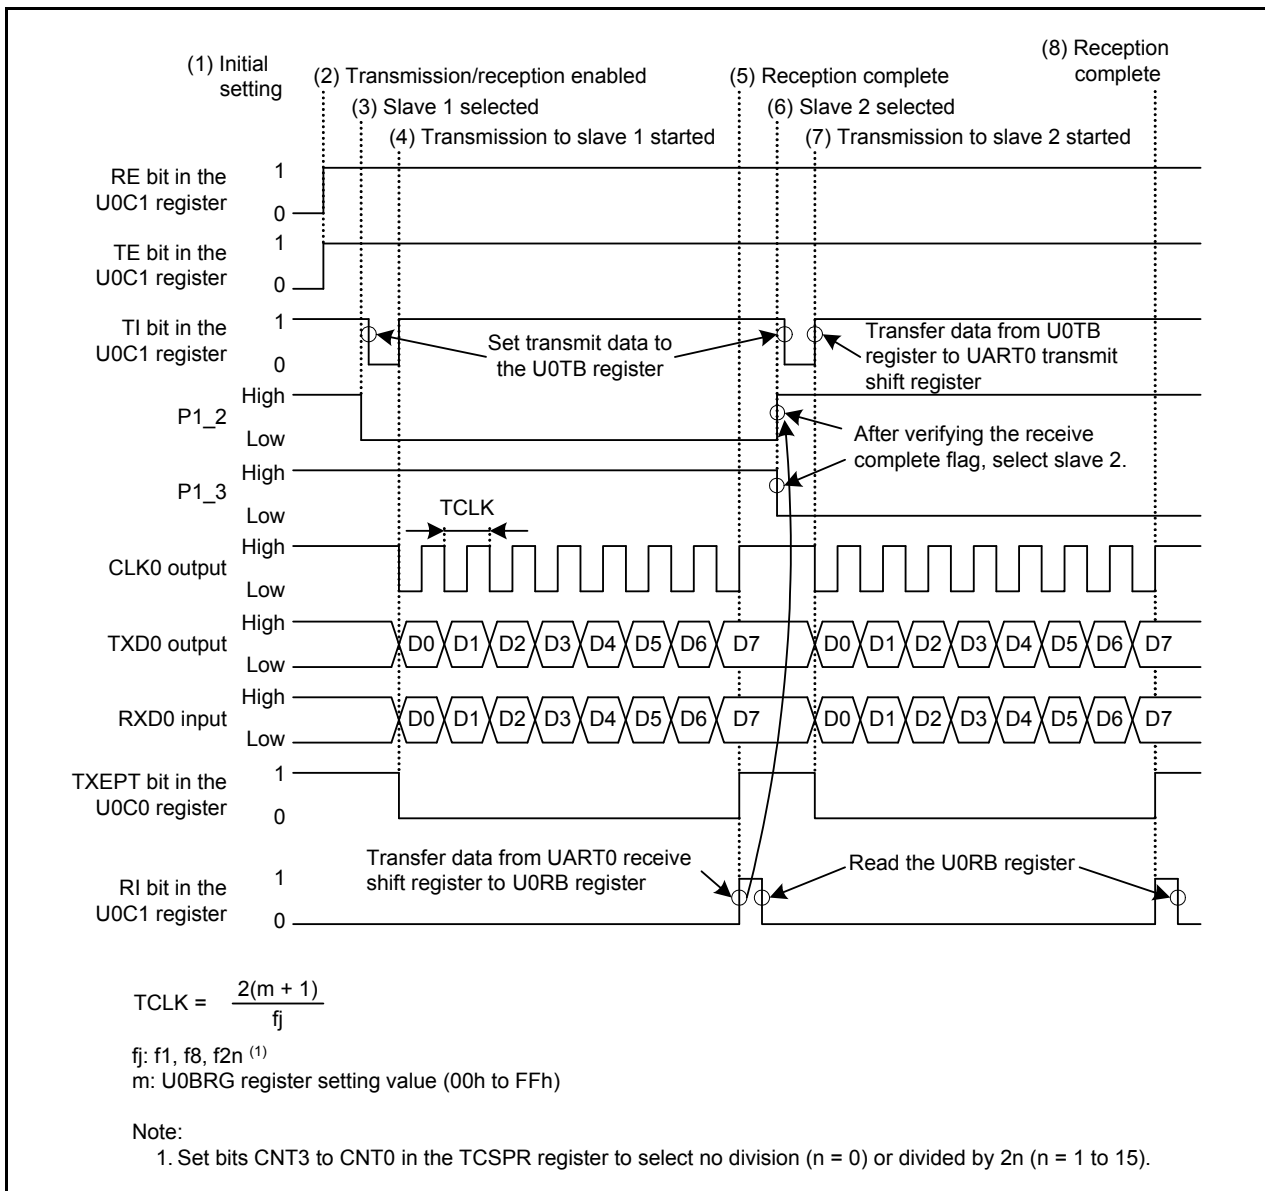 (1) Initial
setting
(2) Transmission/reception enabled
(3) Slave 1 selected
(4) Transmission to slave 1 started
(5) Reception complete
(6) Slave 2 selected
(7) Transmission to slave 2 started
(8) Reception
complete
RE bit in the
U0C1 register
1
0
TE bit in the
U0C1 register
1
0
TI bit in the
U0C1 register
1
0
Set transmit data to
the U0TB register
Transfer data from U0TB
register to UART0 transmit
shift register
P1_2
High
Low
After verifying the receive
complete flag, select slave 2.
P1_3
High
Low
TCLK
CLK0 output
High
Low
TXD0 output
High
Low
D0 D1 D2 D3 D4 D5 D6 D7 D0 D1 D2 D3 D4 D5 D6 D7
RXD0 input
High
Low
D0 D1 D2 D3 D4 D5 D6 D7 D0 D1 D2 D3 D4 D5 D6 D7
TXEPT bit in the
U0C0 register
1
0
Transfer data from UART0 receive
shift register to U0RB register
Read the U0RB register
RI bit in the
U0C1 register
1
0
TCLK = 2(m + 1)
fj
fj: f1, f8, f2n (1)
m: U0BRG register setting value (00h to FFh)
Note:
1. Set bits CNT3 to CNT0 in the TCSPR register to select no division (n = 0) or divided by 2n (n = 1 to 15).